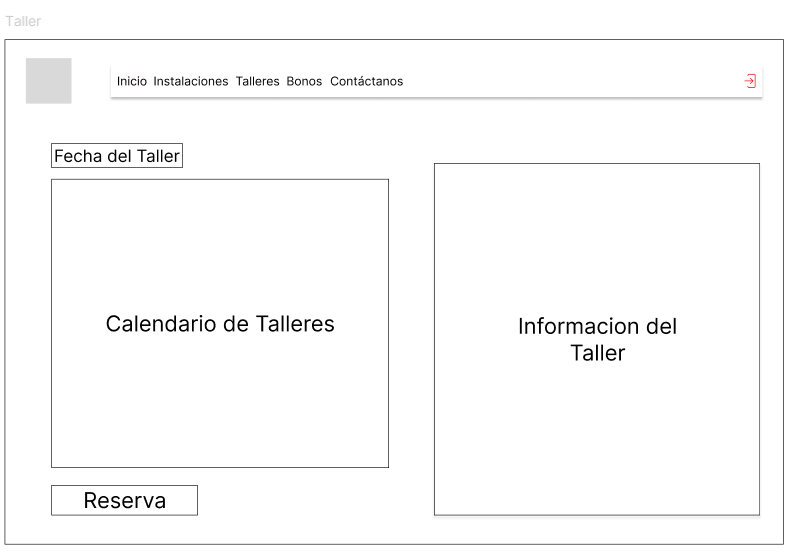 Taller
Inicio Instalaciones Talleres Bonos Contáctanos
Fecha del Taller
Calendario de Talleres
Informacion del
Taller
Reserva